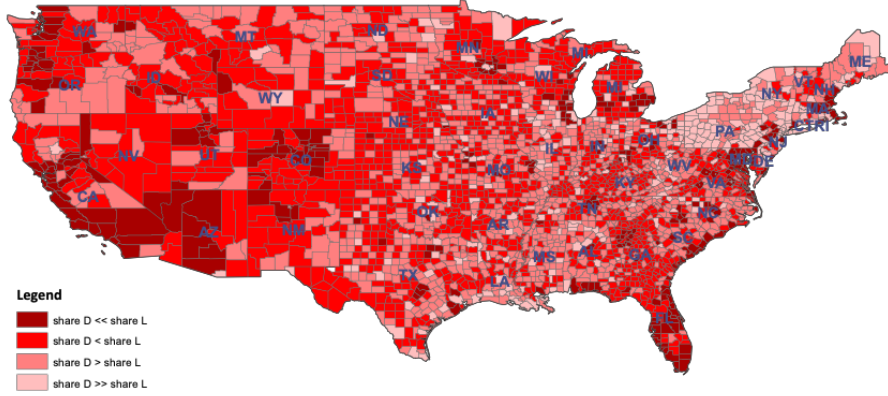 WA
MT
ND
MN
MI
ME
OR
ID
SD
WI
MI
VT
NH
NY
MA
WY
IA
CT
RI
NE
PA
NJ
NV
UT
CO
IL
IN
OH
MD
DE
KS
MO
WV
VA
CA
KY
AZ
NM
OK
TN
NC
AR
SC
MS
AL
GA
TX
LA
FL
Legend
share D << share L
share D < share L
share D > share L
share D >> share L